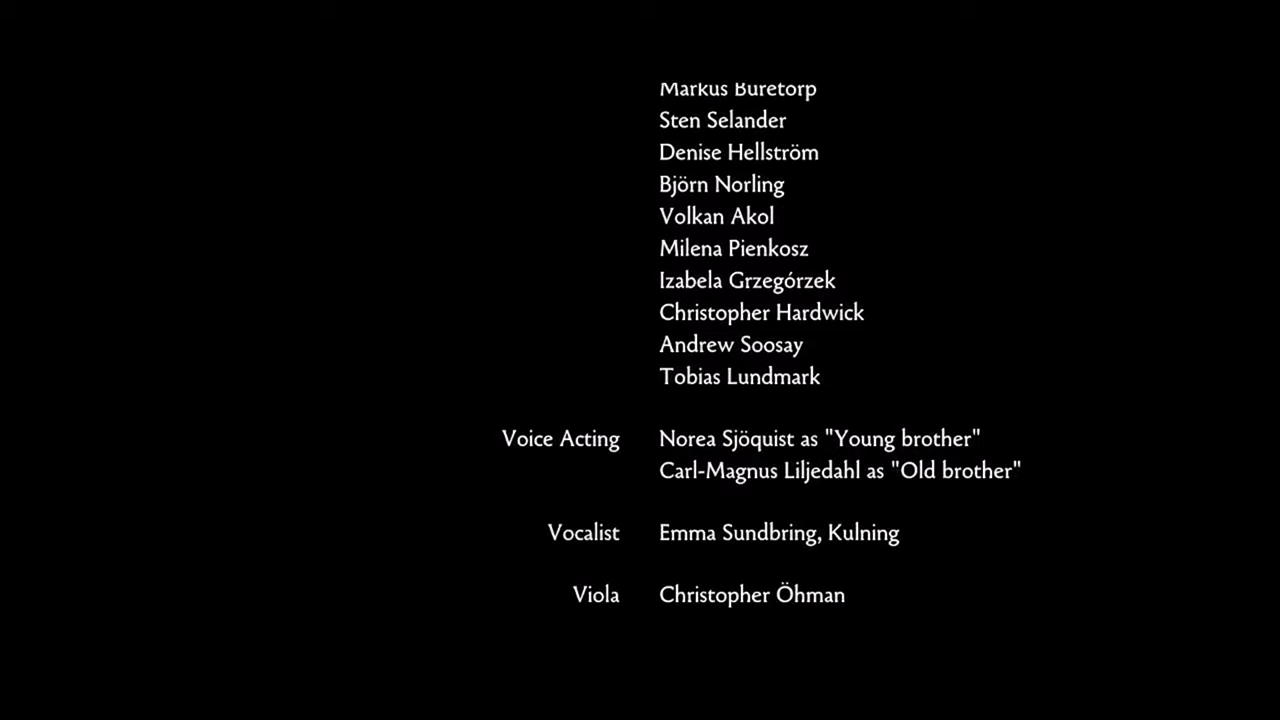 Markus Buretorp
Sten Selander
Denise Hellström
Björn Norling
Volkan Akol
Milena Pienkosz
Izabela Grzegórzek
Christopher Hardwick
Andrew Soosay
Tobias Lundmark
Voice Acting Norea Sjöquist as "Young brother"
Carl-Magnus Liljedahl as "Old brother"
Vocalist Emma Sundbring, Kulning
Viola Christopher Öhman